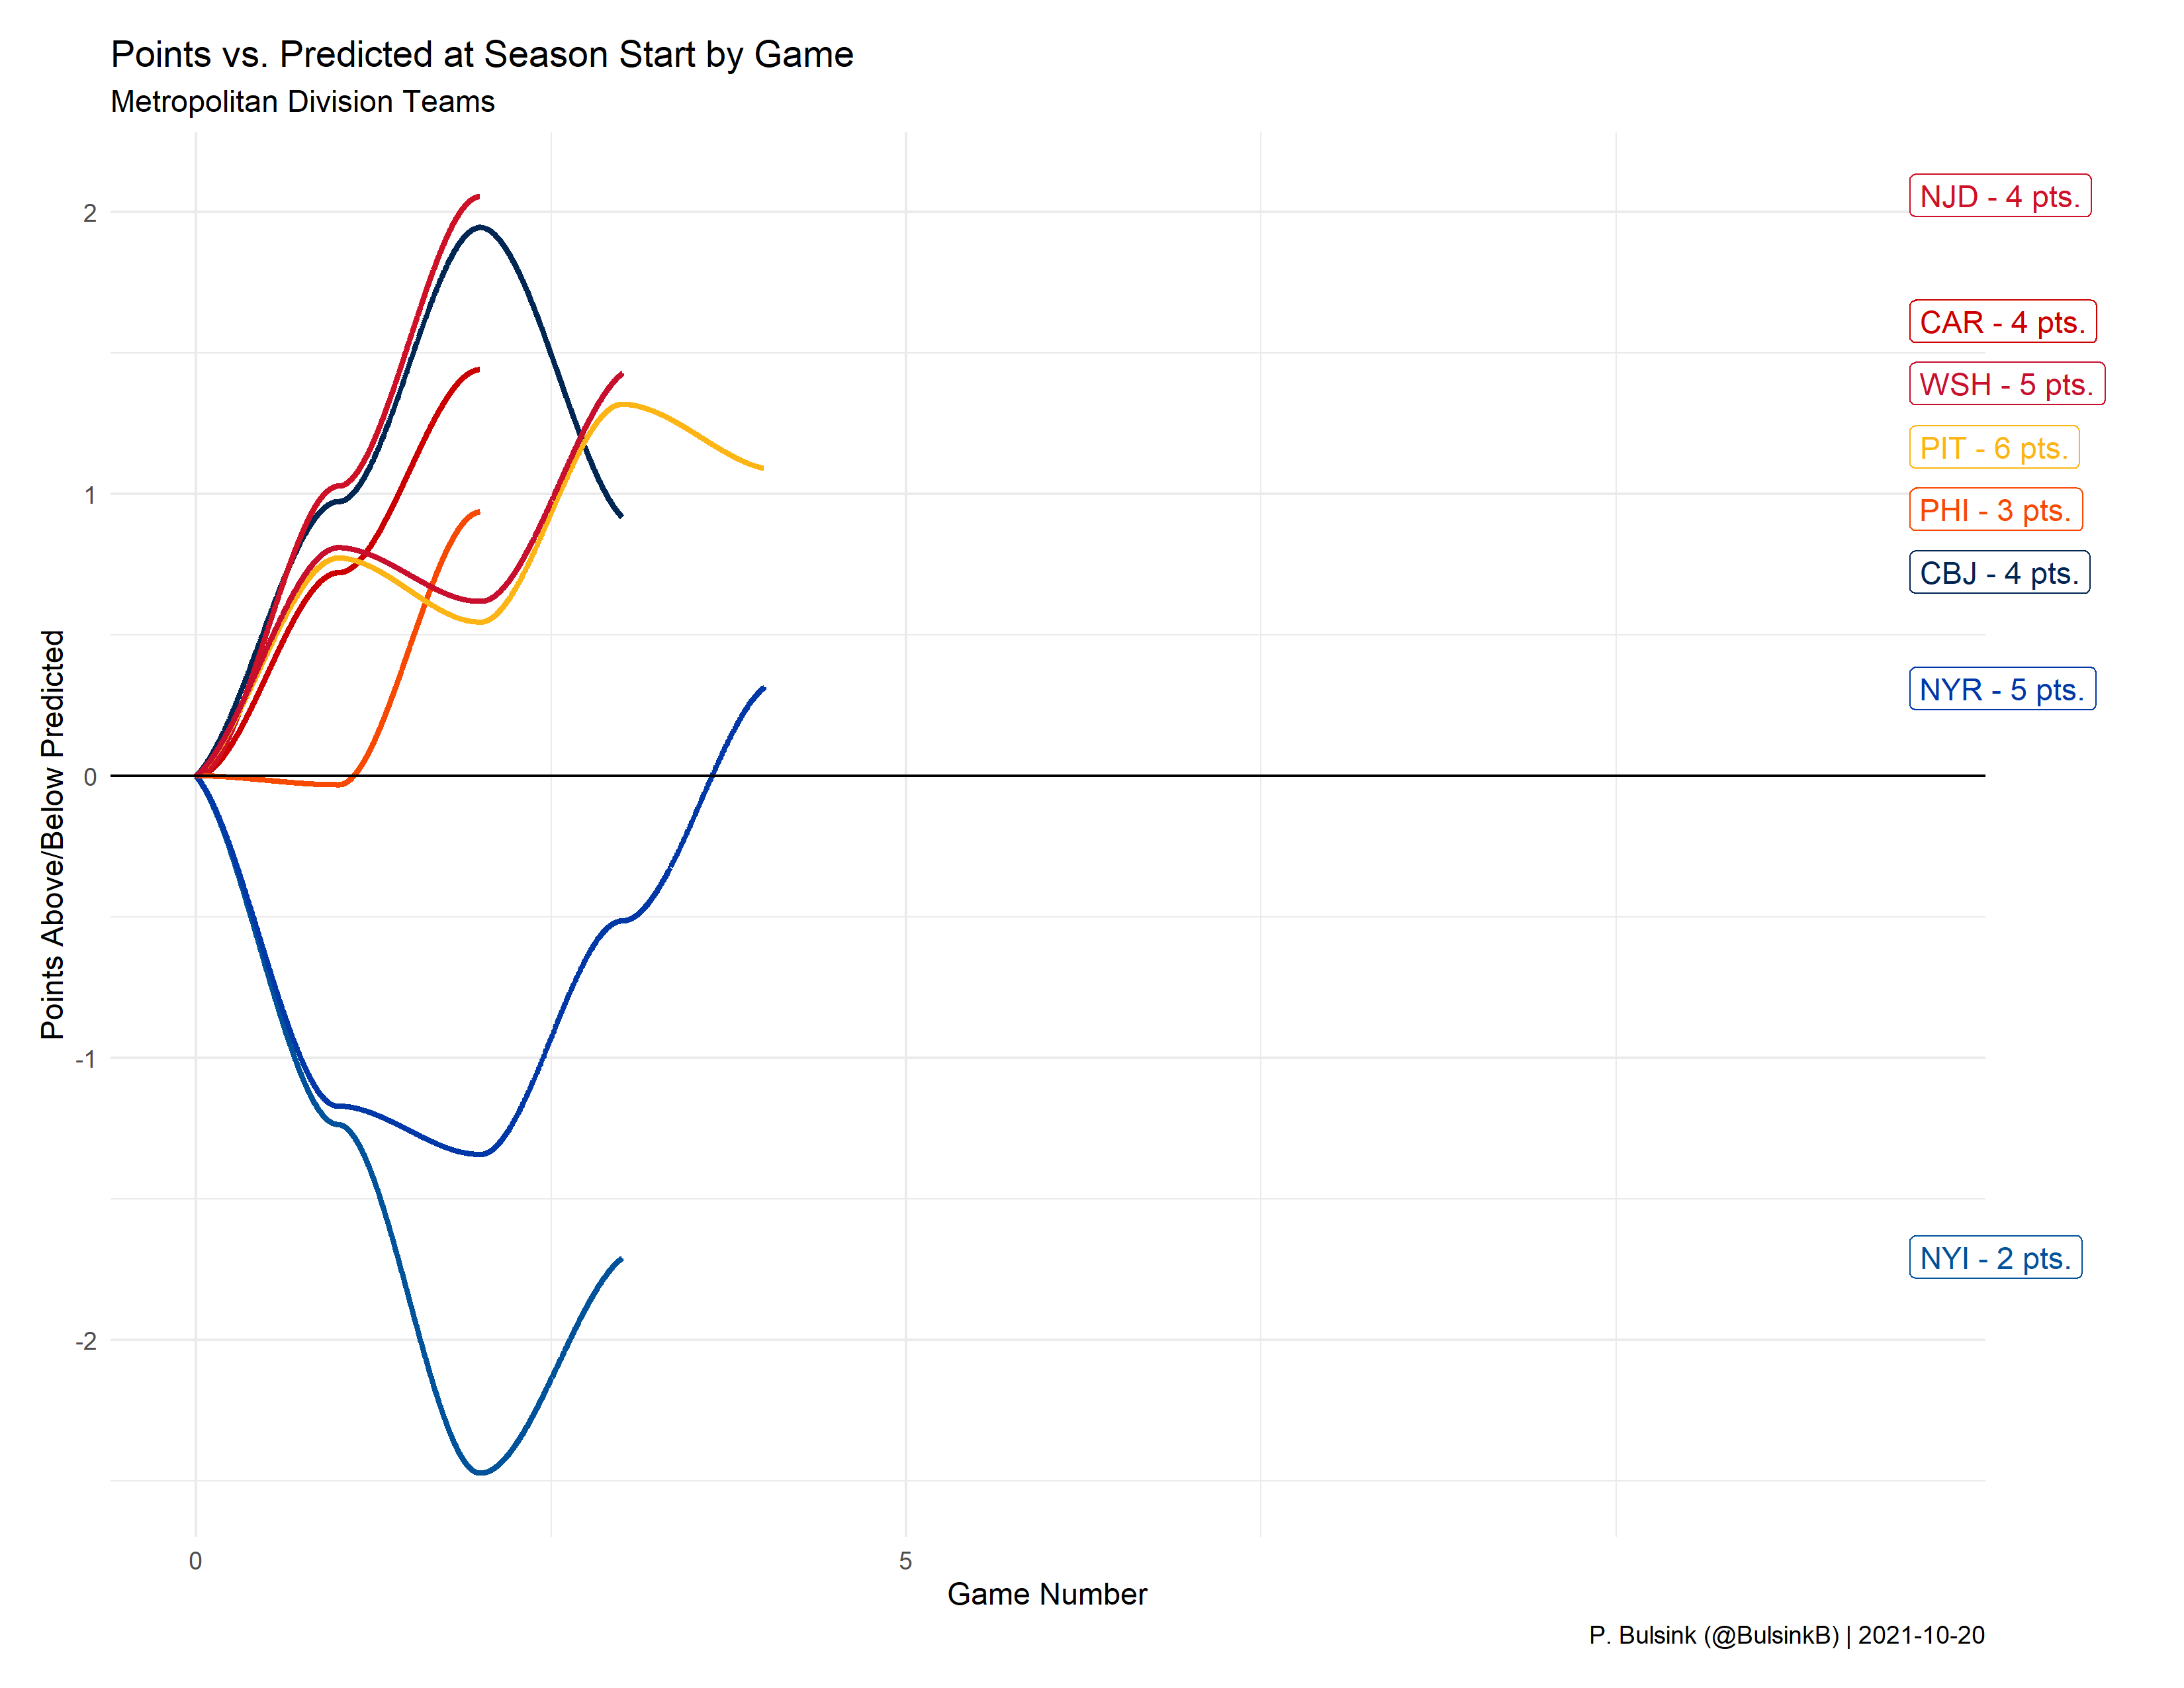 Points vs. Predicted at Season Start by Game
Metropolitan Division Teams
Points Above/Below Predicted
2
1
0
-1
-2
NJD - 4 pts.
CAR - 4 pts.
WSH - 5 pts.
PIT - 6 pts.
PHI - 3 pts.
CBJ - 4 pts.
NYR - 5 pts.
NYI - 2 pts.
0
5
Game Number
P. Bulsink (@BulsinkB) | 2021-10-20